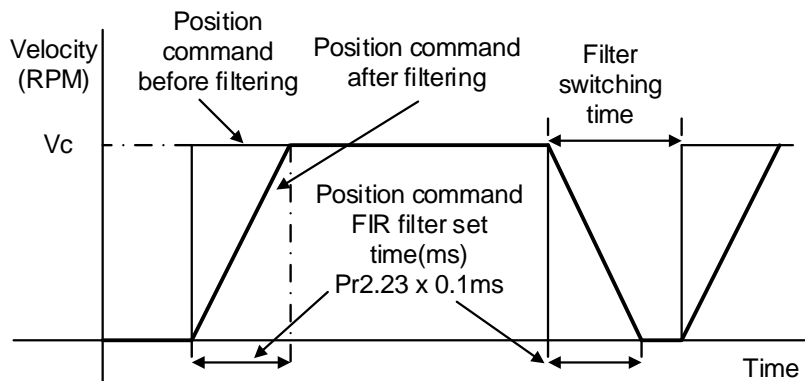 Velocity
(RPM)
Position
command
before filtering
Position command
after filtering
Filter
switching
time
Vc
Position command
FIR filter set
time(ms)
Pr2.23 x 0.1ms
Time